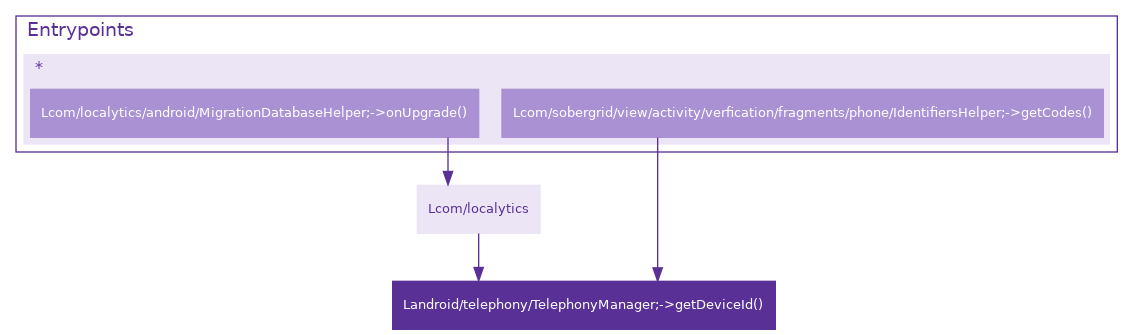 Entrypoints
*
Lcom/localytics/android/MigrationDatabaseHelper;->onUpgrade()
Lcom/sobergrid/view/activity/verfication/fragments/phone/IdentifiersHelper;->getCodes()
Lcom/localytics
Landroid/telephony/TelephonyManager;->getDeviceId()